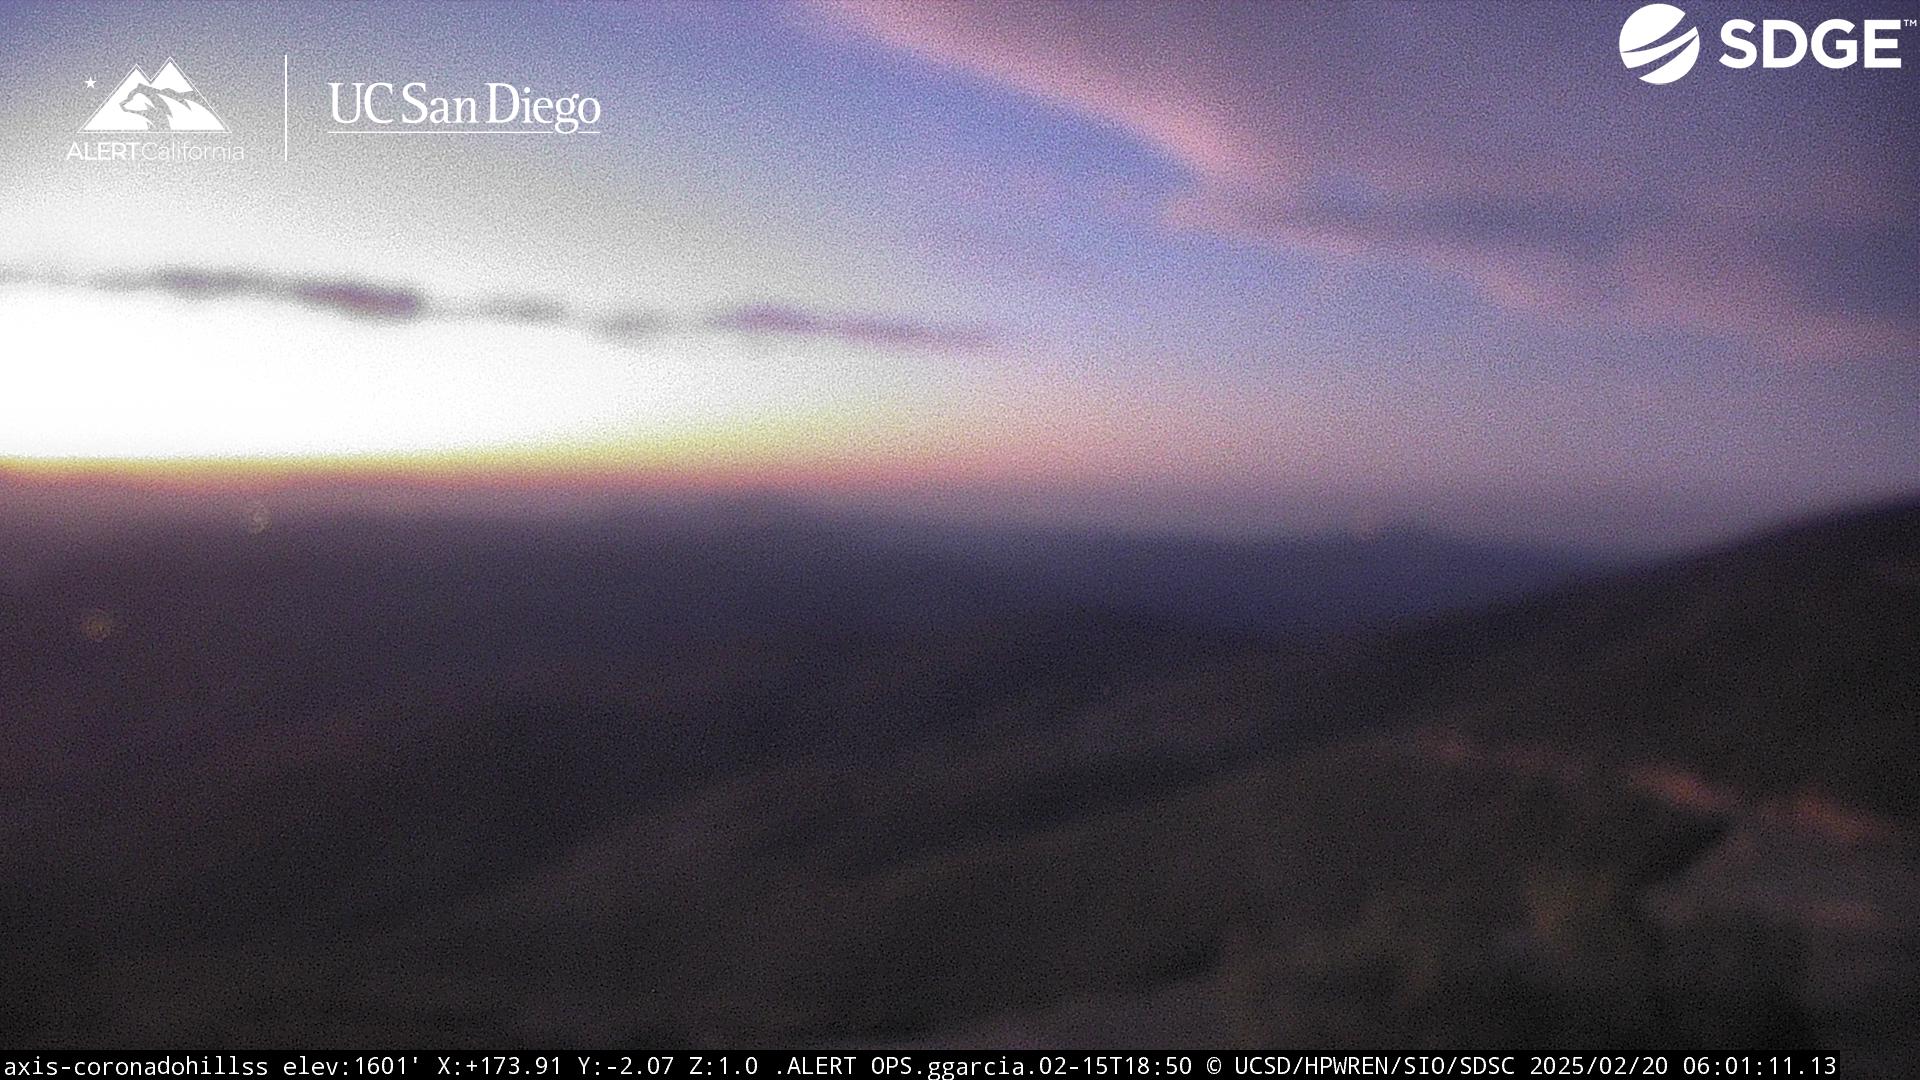 SDGE™
ALERTCalifornia
UC San Diego
axis-coronadohillss elev:1601' X:+173.91 Y:-2.07 Z:1.0 .ALERT OPS.ggarcia.02-15T18:50 © UCSD/HPWREN/SIO/SDSC 2025/02/20 06:01:11.13